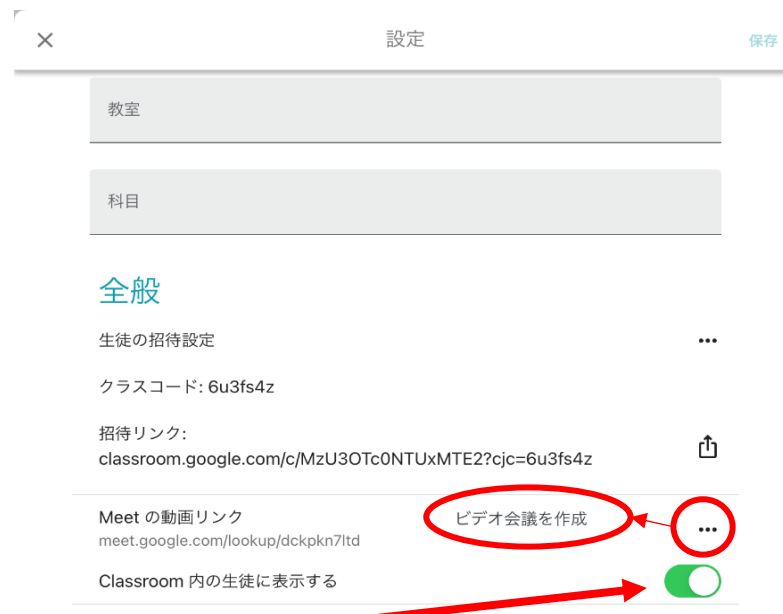 設定
保存
教室
科目
全般
生徒の招待設定
クラスコード: 6u3fs4z
招待リンク:
classroom.google.com/c/MzU3OTc0NTUxMTE2?cjc=6u3fs4z
Meet の動画リンク
ビデオ会議を作成
meet.google.com/lookup/dckpkn7ltd
Classroom 内の生徒に表示する